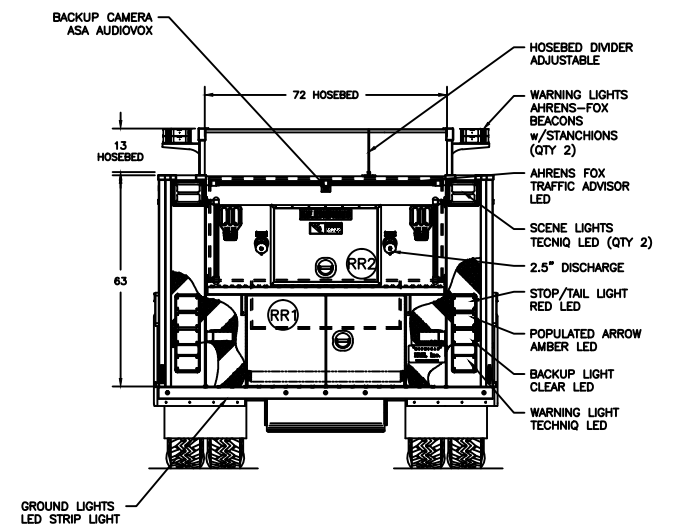 BACKUP CAMERA
ASA AUDIOVOX
HOSEBED DIVIDER
ADJUSTABLE
72 HOSEBED
WARNING LIGHTS
AHRENS-FOX
BEACONS
w/STANCHIONS
(QTY 2)
13
HOSEBED
AHRENS FOX
TRAFFIC ADVISOR
LED
SCENE LIGHTS
TECNIQ LED (QTY 2)
RR2
2.5" DISCHARGE
63
STOP/TAIL LIGHT
RED LED
RR1
POPULATED ARROW
AMBER LED
BACKUP LIGHT
CLEAR LED
WARNING LIGHT
TECHNIQ LED
GROUND LIGHTS
LED STRIP LIGHT